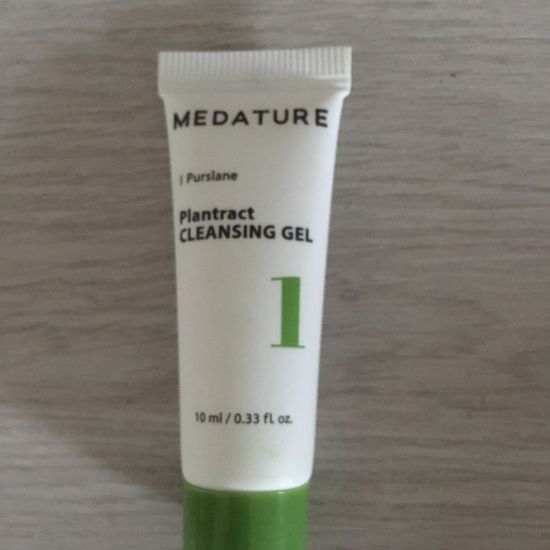 MEDATURE
| Purslane
Plantract
CLEANSING GEL
1
10 ml / 0.33 fl. oz.